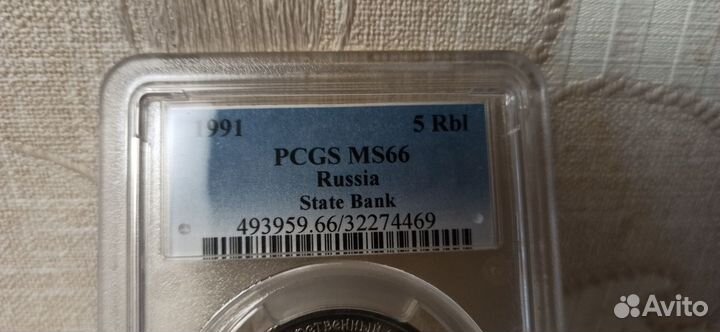 1991 5 Rbl
PCGS MS66
Russia
State Bank
493959.66/32274469
Avito